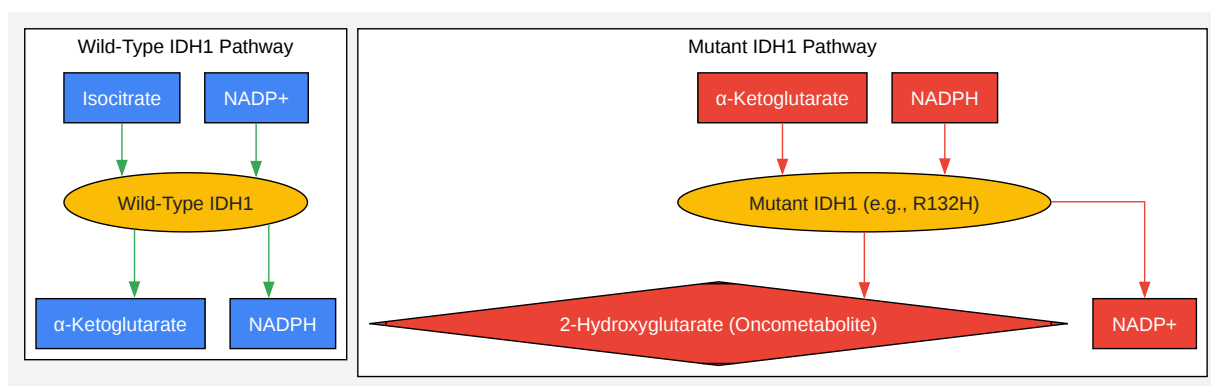 Wild-Type IDH1 Pathway
Isocitrate
NADP+
Wild-Type IDH1
α-Ketoglutarate
NADPH
Mutant IDH1 Pathway
α-Ketoglutarate
NADPH
Mutant IDH1 (e.g., R132H)
2-Hydroxyglutarate (Oncometabolite)
NADP+